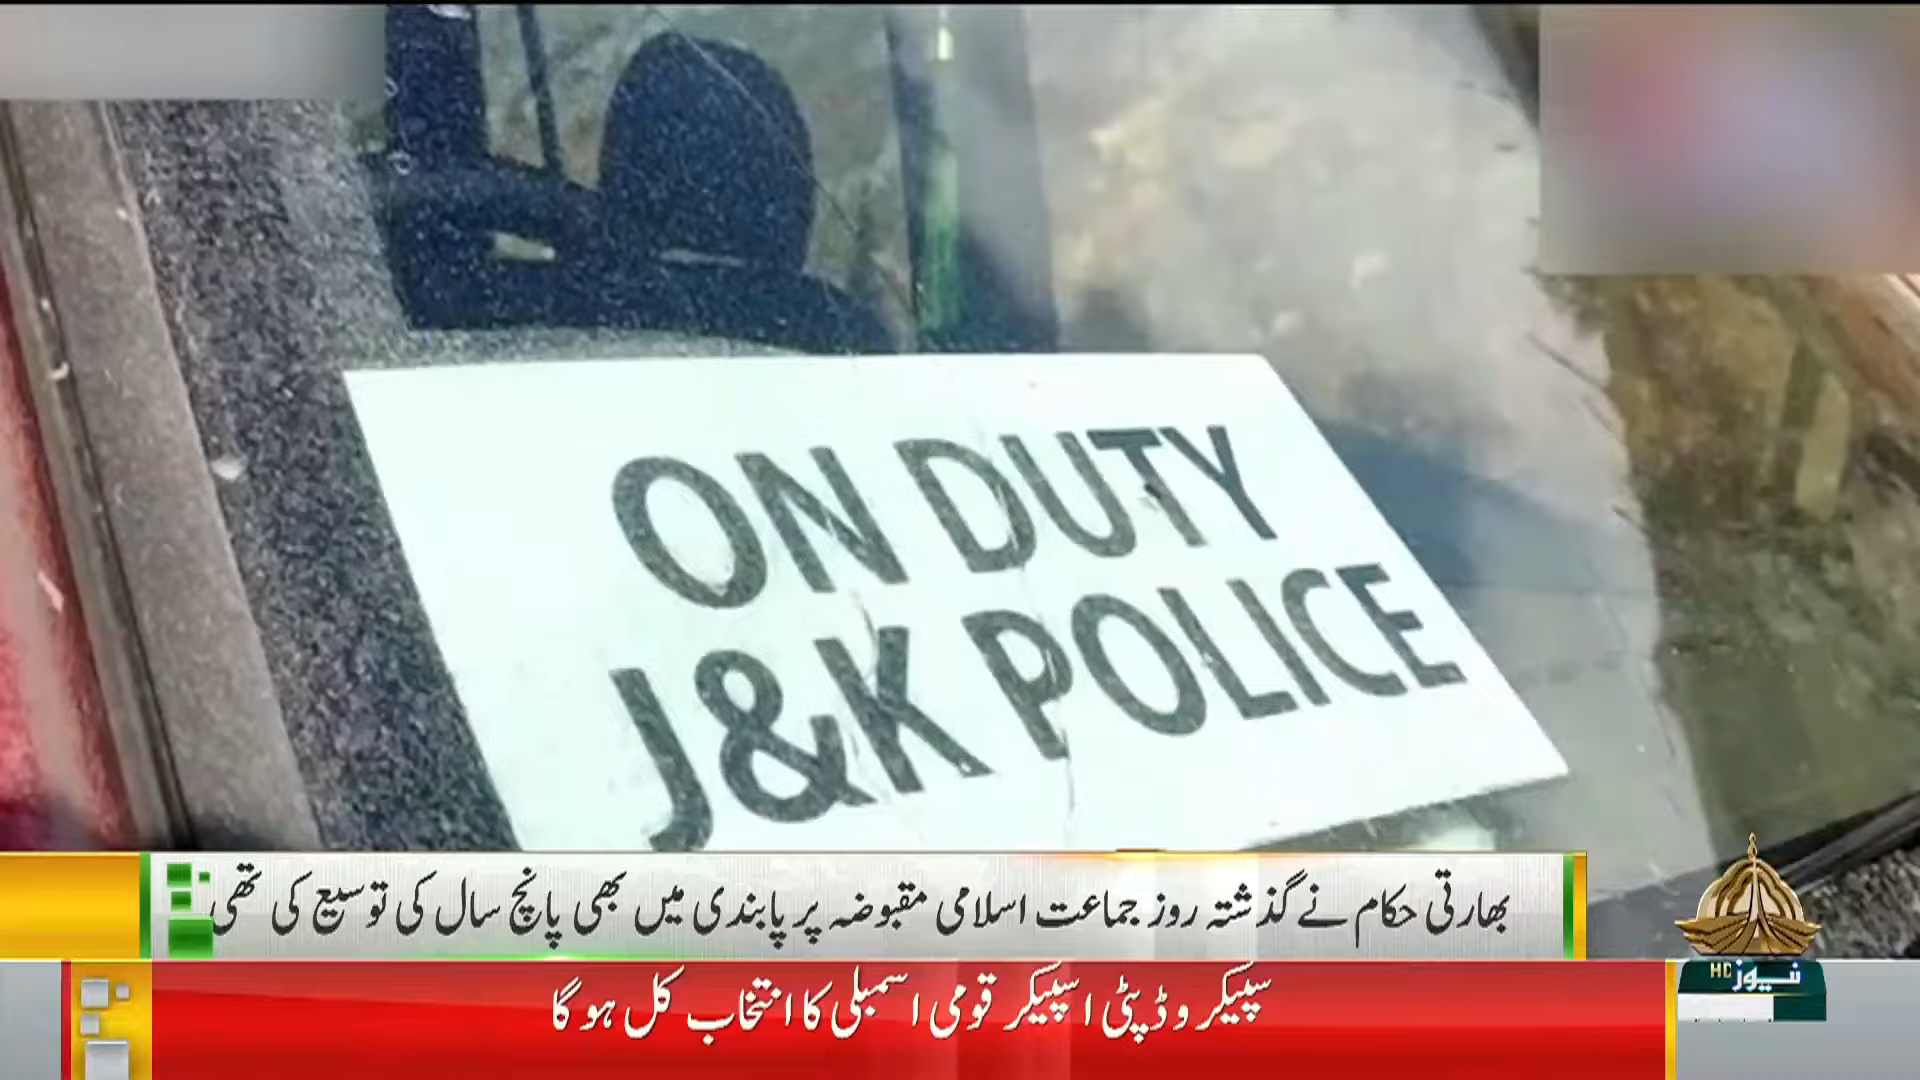 ON DUTY
J&K POLICE
بھارتی حکام نے گذشتہ روز جماعت اسلامی مقبوضہ پر پابندی میں بھی پانچ سال کی توسیع کی تھی
سپیکر و ڈپٹی اسپیکر قومی اسمبلی کا انتخاب کل ہو گا
نیوز HD